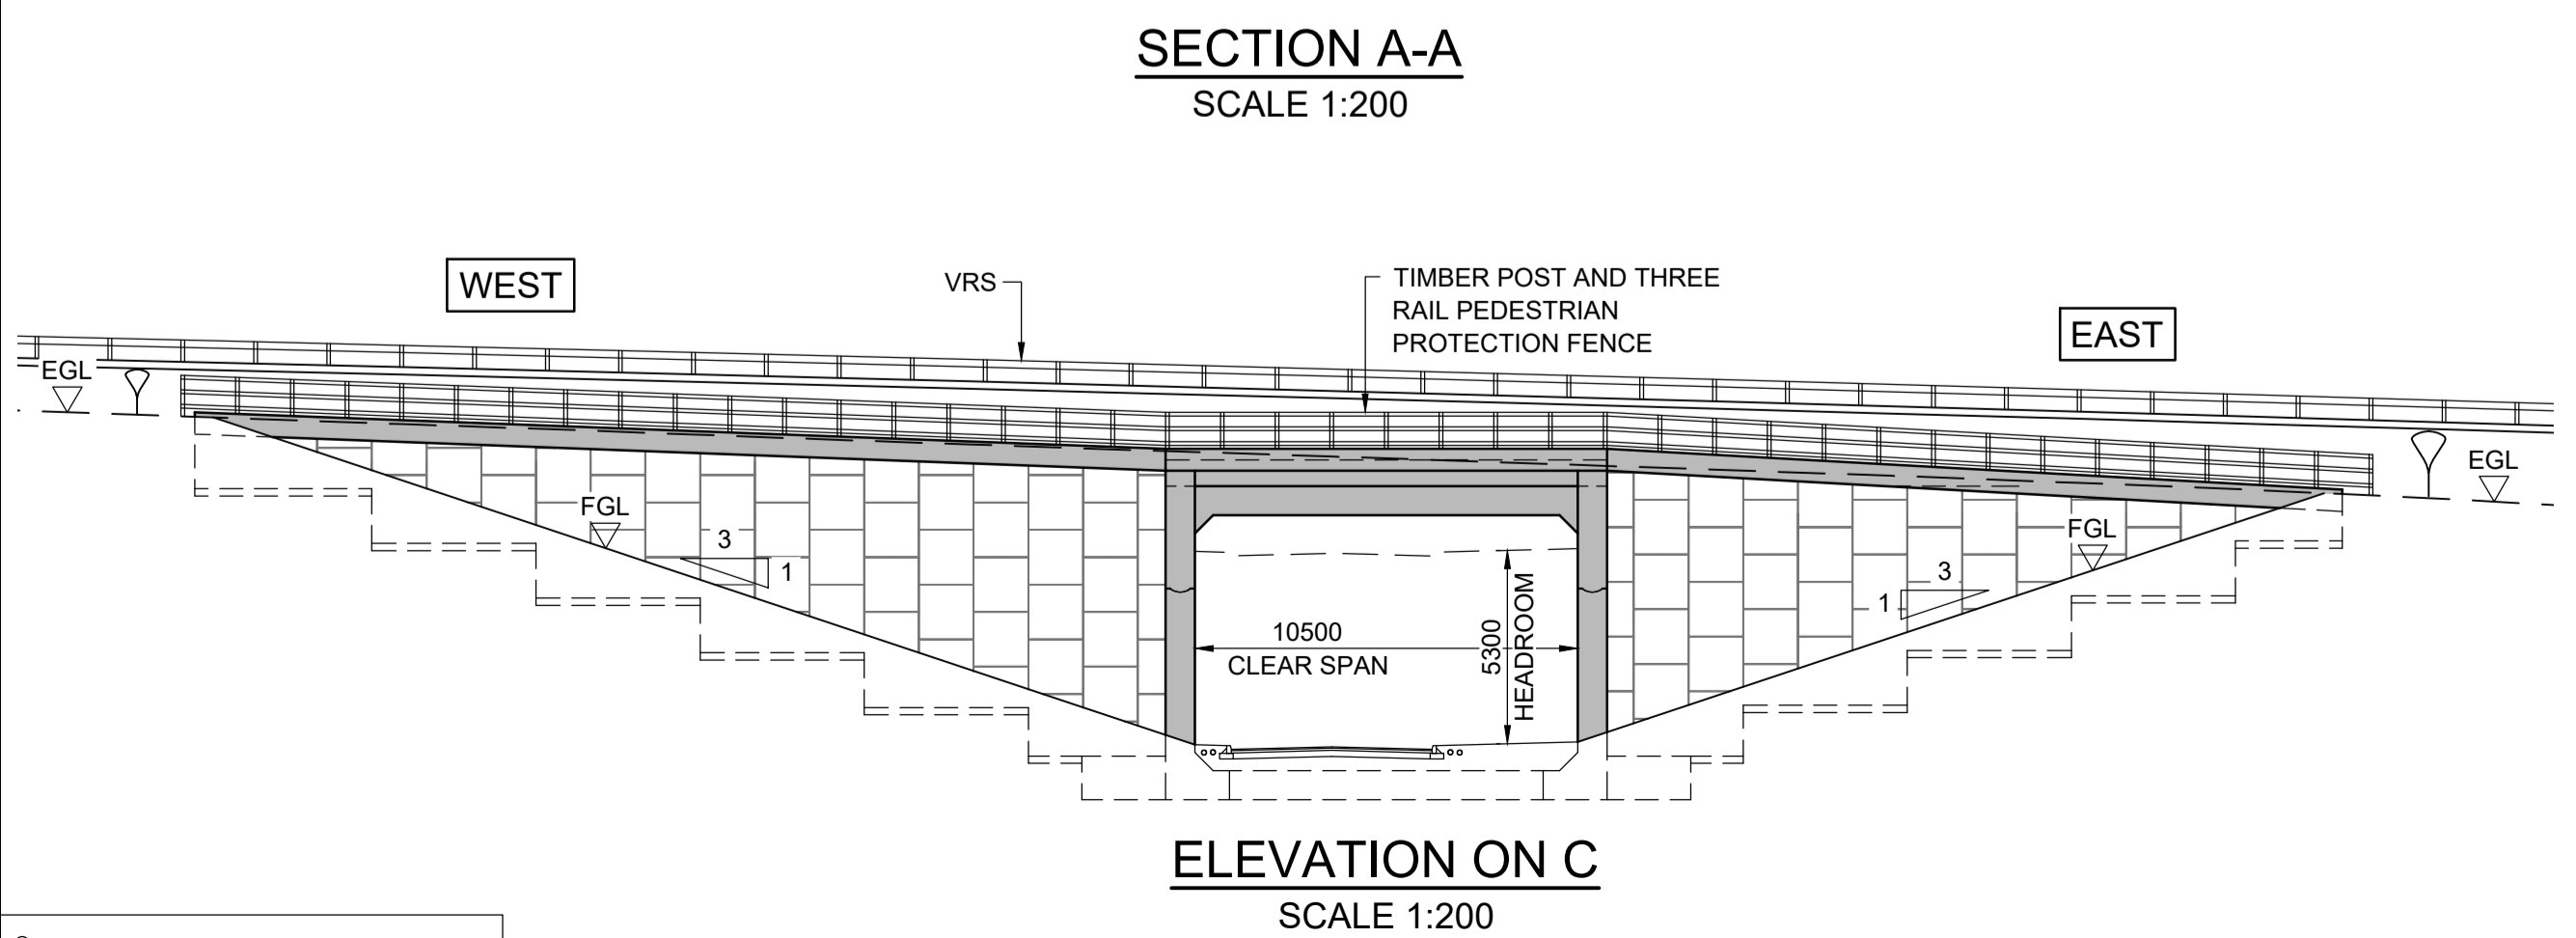 SECTION A-A
SCALE 1:200
WEST
VRS
TIMBER POST AND THREE
RAIL PEDESTRIAN
PROTECTION FENCE
EAST
EGL
EGL
FGL
3
1
FGL
3
1
10500
CLEAR SPAN
5300
HEADROOM
ELEVATION ON C
SCALE 1:200